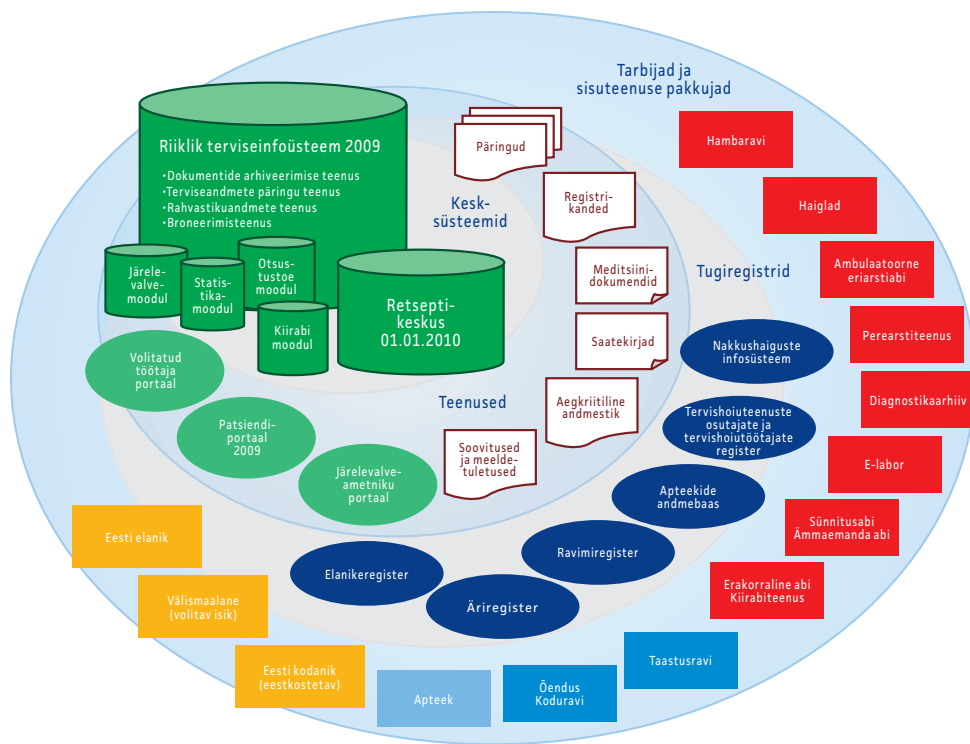 Tarbijad ja
sisuteenuse pakkujad
Riiklik terviseinfoüsteem 2009
•Dokumentide arhiveerimise teenus
•Terviseandmete päringu teenus
•Rahvastikuandmete teenus
•Broneerimisteenus
Järele-
valve-
moodul
Statis-
tika-
moodul
Otsus-
tustoe
moodul
Kiirabi
moodul
Retsepti-
keskus
01.01.2010
Kesk-
süsteemid
Päringud
Registri-
kanded
Meditsiini-
dokumendid
Saatekirjad
Aegkriitiline
andmestik
Soovitused
ja meelde-
tuletused
Teenused
Tugiregistrid
Volitatud
töötaja
portaal
Patsiendi-
portaal
2009
Järelevalve-
ametniku
portaal
Nakkushaiguste
infosüsteem
Tervishoiuteenuste
osutajate ja
tervishoiutöötajate
register
Apteekide
andmebaas
Ravimiregister
Äriregister
Elanikeregister
Hambaravi
Haiglad
Ambulaatoorne
eriarstiabi
Perearstiteenus
Diagnostikaarhiiv
E-labor
Sünnitusabi
Ämmaemanda abi
Erakorraline abi
Kiirabiteenus
Taastusravi
Õendus
Koduravi
Apteek
Eesti kodanik
(eestkostetav)
Välismaalane
(volitav isik)
Eesti elanik